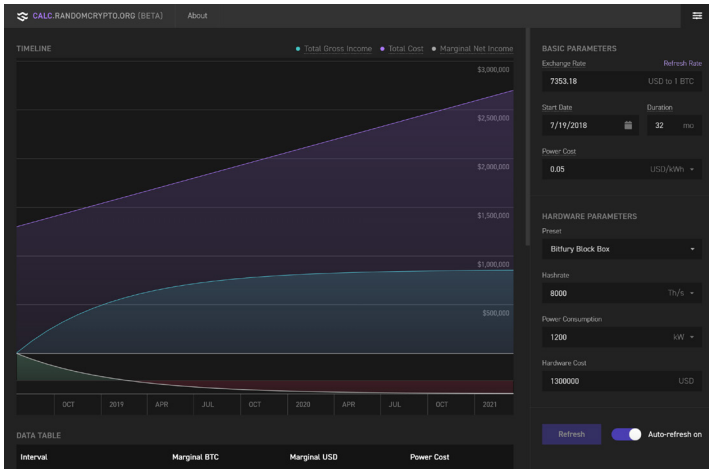 CALC.RANDOMCRYPTO.ORG (BETA) About
TIMELINE
Total Gross Income Total Cost Marginal Net Income
$3,000,000
$2,500,000
$2,000,000
$1,500,000
$1,000,000
$500,000
OCT 2019 APR JUL OCT 2020 APR JUL OCT 2021
DATA TABLE
Interval Marginal BTC Marginal USD Power Cost
BASIC PARAMETERS
Exchange Rate Refresh Rate
7353.18 USD to 1 BTC
Start Date Duration
7/19/2018 32 mo
Power Cost
0.05 USD/kWh
HARDWARE PARAMETERS
Preset
Bitfury Block Box
Hashrate
8000 Th/s
Power Consumption
1200 kW
Hardware Cost
1300000 USD
Refresh Auto-refresh on